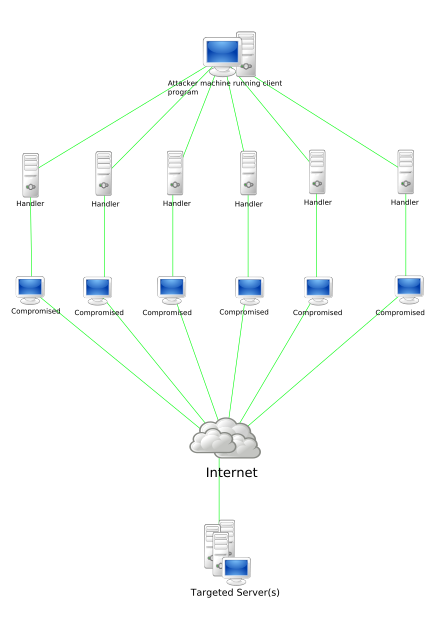 Attacker machine running client
program
Handler
Handler
Handler
Handler
Handler
Handler
Compromised
Compromised
Compromised
Compromised
Compromised
Compromised
Internet
Targeted Server(s)